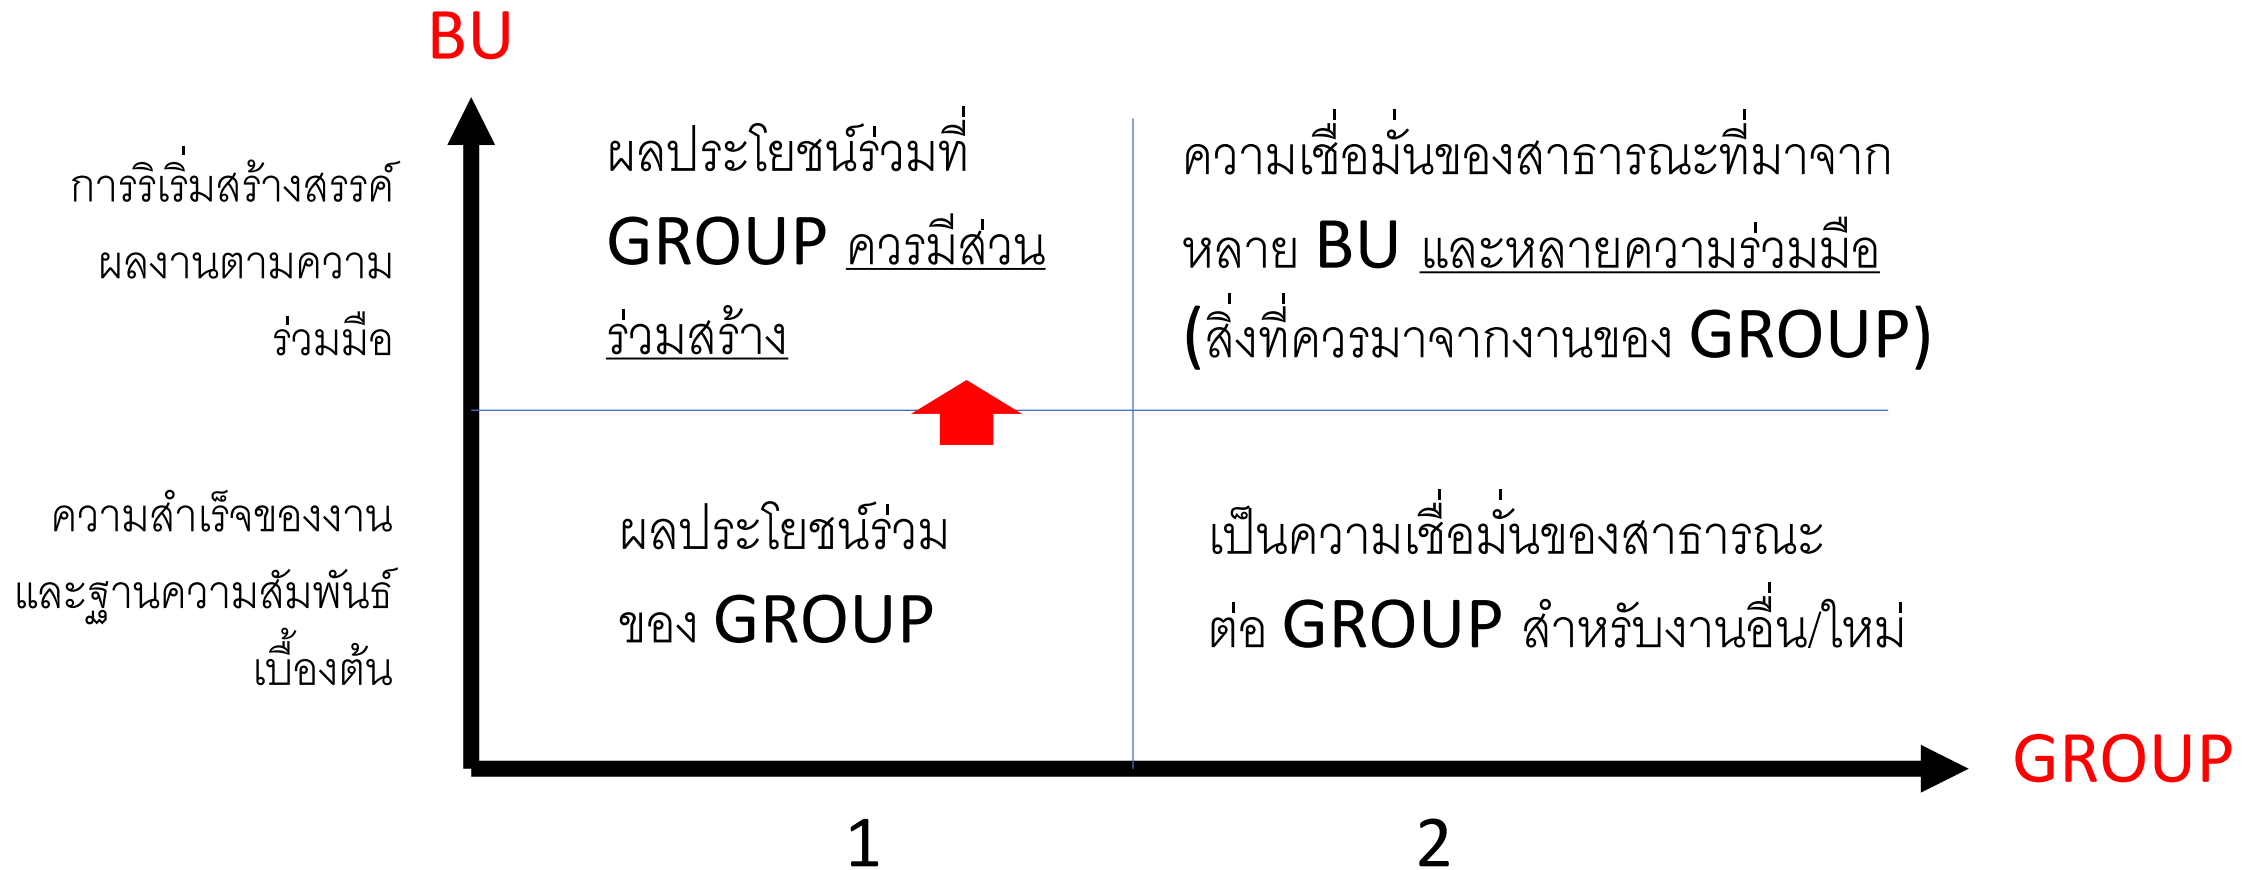 BU
การริเริ่มสร้างสรรค์
ผลงานตามความ
ร่วมมือ
ผลประโยชน์ร่วมที่
GROUP ควรมีส่วน
ร่วมสร้าง
ความเชื่อมั่นของสาธารณะที่มาจาก
หลาย BU และหลายความร่วมมือ
(สิ่งที่ควรมาจากงานของ GROUP)
ความสำเร็จของงาน
และฐานความสัมพันธ์
เบื้องต้น
ผลประโยชน์ร่วม
ของ GROUP
เป็นความเชื่อมั่นของสาธารณะ
ต่อ GROUP สำหรับงานอื่น/ใหม่
GROUP
1
2